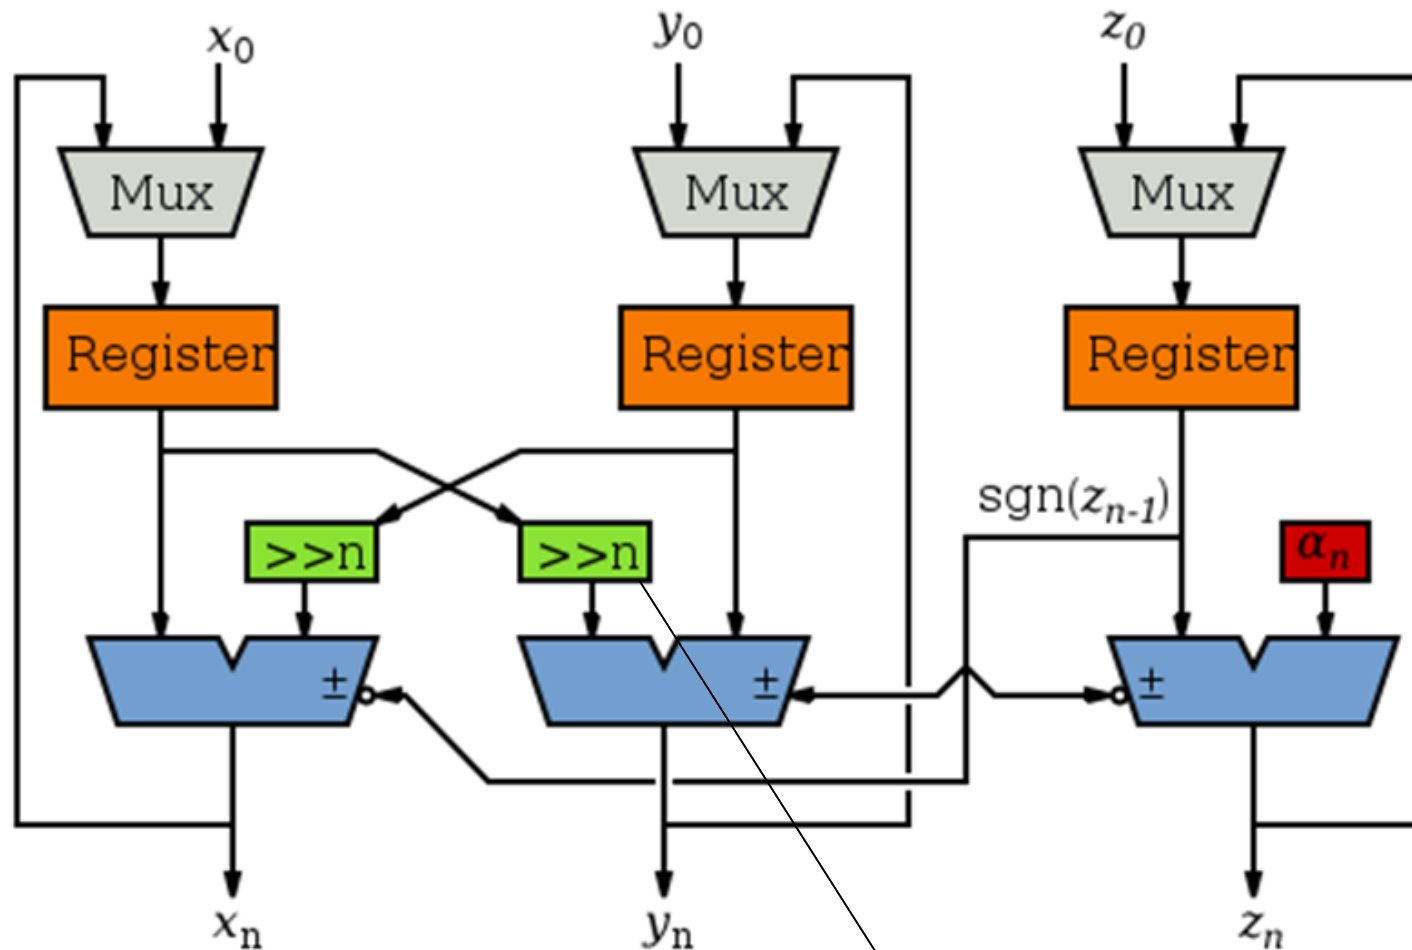 x₀
y₀
z₀
Mux
Mux
Mux
Register
Register
Register
sgn(zₙ₋₁)
>>n
>>n
αₙ
±
±
±
xₙ
yₙ
zₙ